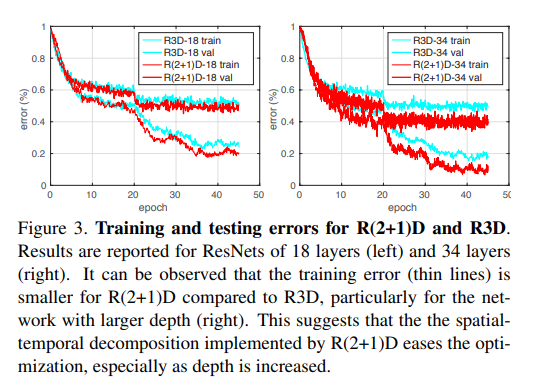 1
0.8
0.6
0.4
0.2
0
error (%)
0 10 20 30 40 50
epoch
R3D-18 train
R3D-18 val
R(2+1)D-18 train
R(2+1)D-18 val
1
0.8
0.6
0.4
0.2
0
error (%)
0 10 20 30 40 50
epoch
R3D-34 train
R3D-34 val
R(2+1)D-34 train
R(2+1)D-34 val
Figure 3. Training and testing errors for R(2+1)D and R3D.
Results are reported for ResNets of 18 layers (left) and 34 layers
(right). It can be observed that the training error (thin lines) is
smaller for R(2+1)D compared to R3D, particularly for the net-
work with larger depth (right). This suggests that the the spatial-
temporal decomposition implemented by R(2+1)D eases the opti-
mization, especially as depth is increased.